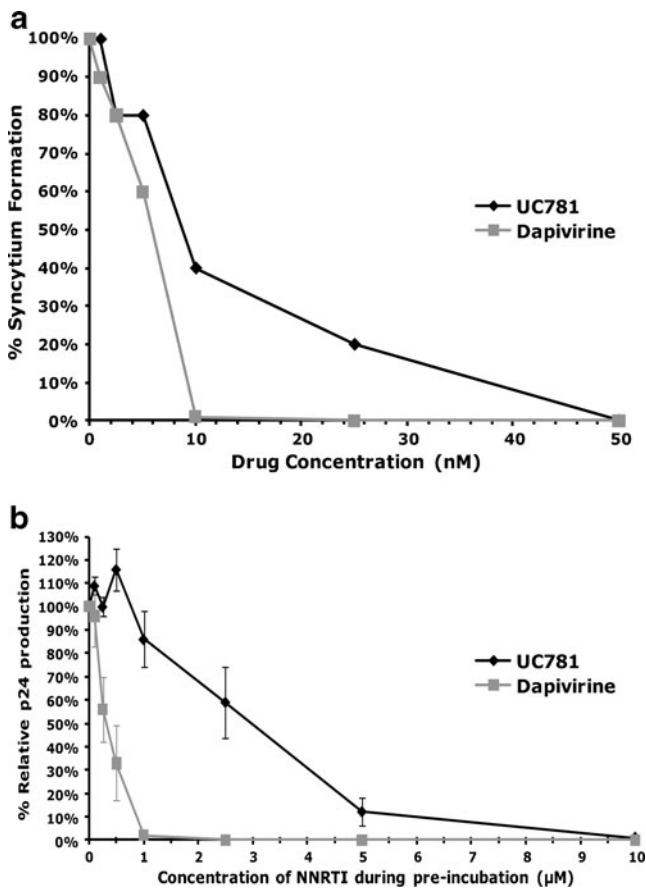 a
100%
90%
80%
70%
60%
50%
40%
30%
20%
10%
0%
% Syncytium Formation
UC781
Dapivirine
0 10 20 30 40 50
Drug Concentration (nM)
b
130%
120%
110%
100%
90%
80%
70%
60%
50%
40%
30%
20%
10%
0%
% Relative p24 production
UC781
Dapivirine
0 1 2 3 4 5 6 7 8 9 10
Concentration of NNRTI during pre-incubation (µM)